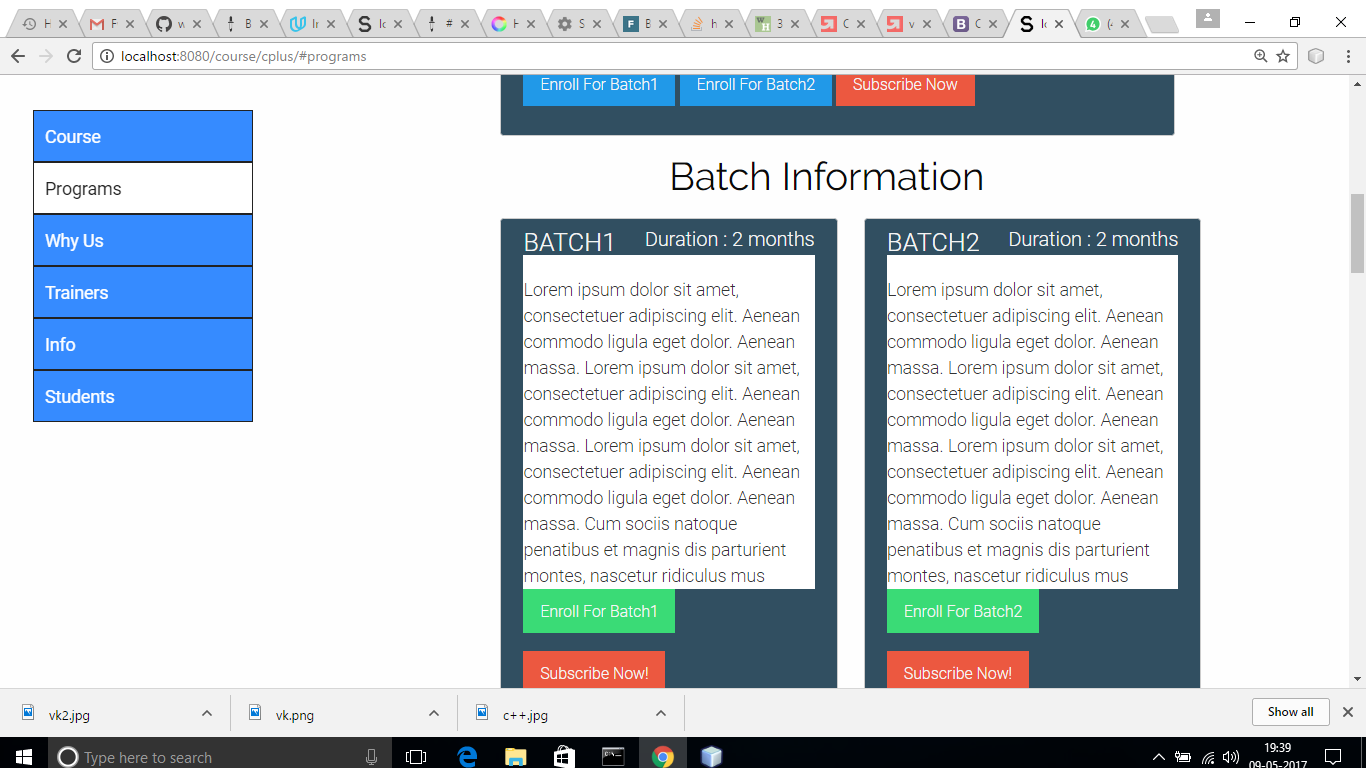 localhost:8080/course/cplus/#programs
Enroll For Batch1 Enroll For Batch2 Subscribe Now
Course
Programs
Why Us
Trainers
Info
Students
Batch Information
BATCH1 Duration : 2 months
Lorem ipsum dolor sit amet,
consectetuer adipiscing elit. Aenean
commodo ligula eget dolor. Aenean
massa. Lorem ipsum dolor sit amet,
consectetuer adipiscing elit. Aenean
commodo ligula eget dolor. Aenean
massa. Lorem ipsum dolor sit amet,
consectetuer adipiscing elit. Aenean
commodo ligula eget dolor. Aenean
massa. Cum sociis natoque
penatibus et magnis dis parturient
montes, nascetur ridiculus mus
Enroll For Batch1
Subscribe Now!
BATCH2 Duration : 2 months
Lorem ipsum dolor sit amet,
consectetuer adipiscing elit. Aenean
commodo ligula eget dolor. Aenean
massa. Lorem ipsum dolor sit amet,
consectetuer adipiscing elit. Aenean
commodo ligula eget dolor. Aenean
massa. Lorem ipsum dolor sit amet,
consectetuer adipiscing elit. Aenean
commodo ligula eget dolor. Aenean
massa. Cum sociis natoque
penatibus et magnis dis parturient
montes, nascetur ridiculus mus
Enroll For Batch2
Subscribe Now!
vk2.jpg
vk.png
c++.jpg
Show all
Type here to search
19:39
09-05-2017